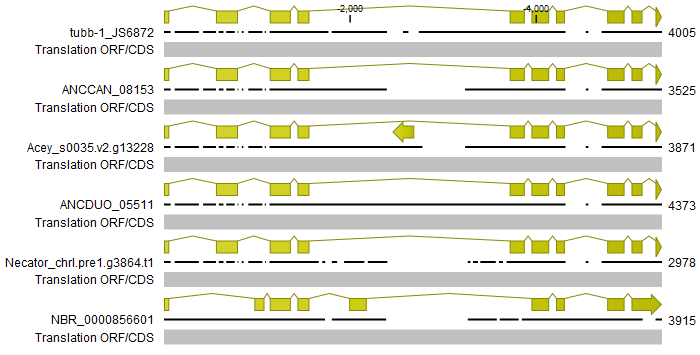 -2,000 -4,000
tubb-1_JS6872 4005
Translation ORF/CDS
ANCCAN_08153 3525
Translation ORF/CDS
Acey_s0035.v2.g13228 3871
Translation ORF/CDS
ANCDUO_05511 4373
Translation ORF/CDS
Necator_chrI.pre1.g3864.t1 2978
Translation ORF/CDS
NBR_0000856601 3915
Translation ORF/CDS